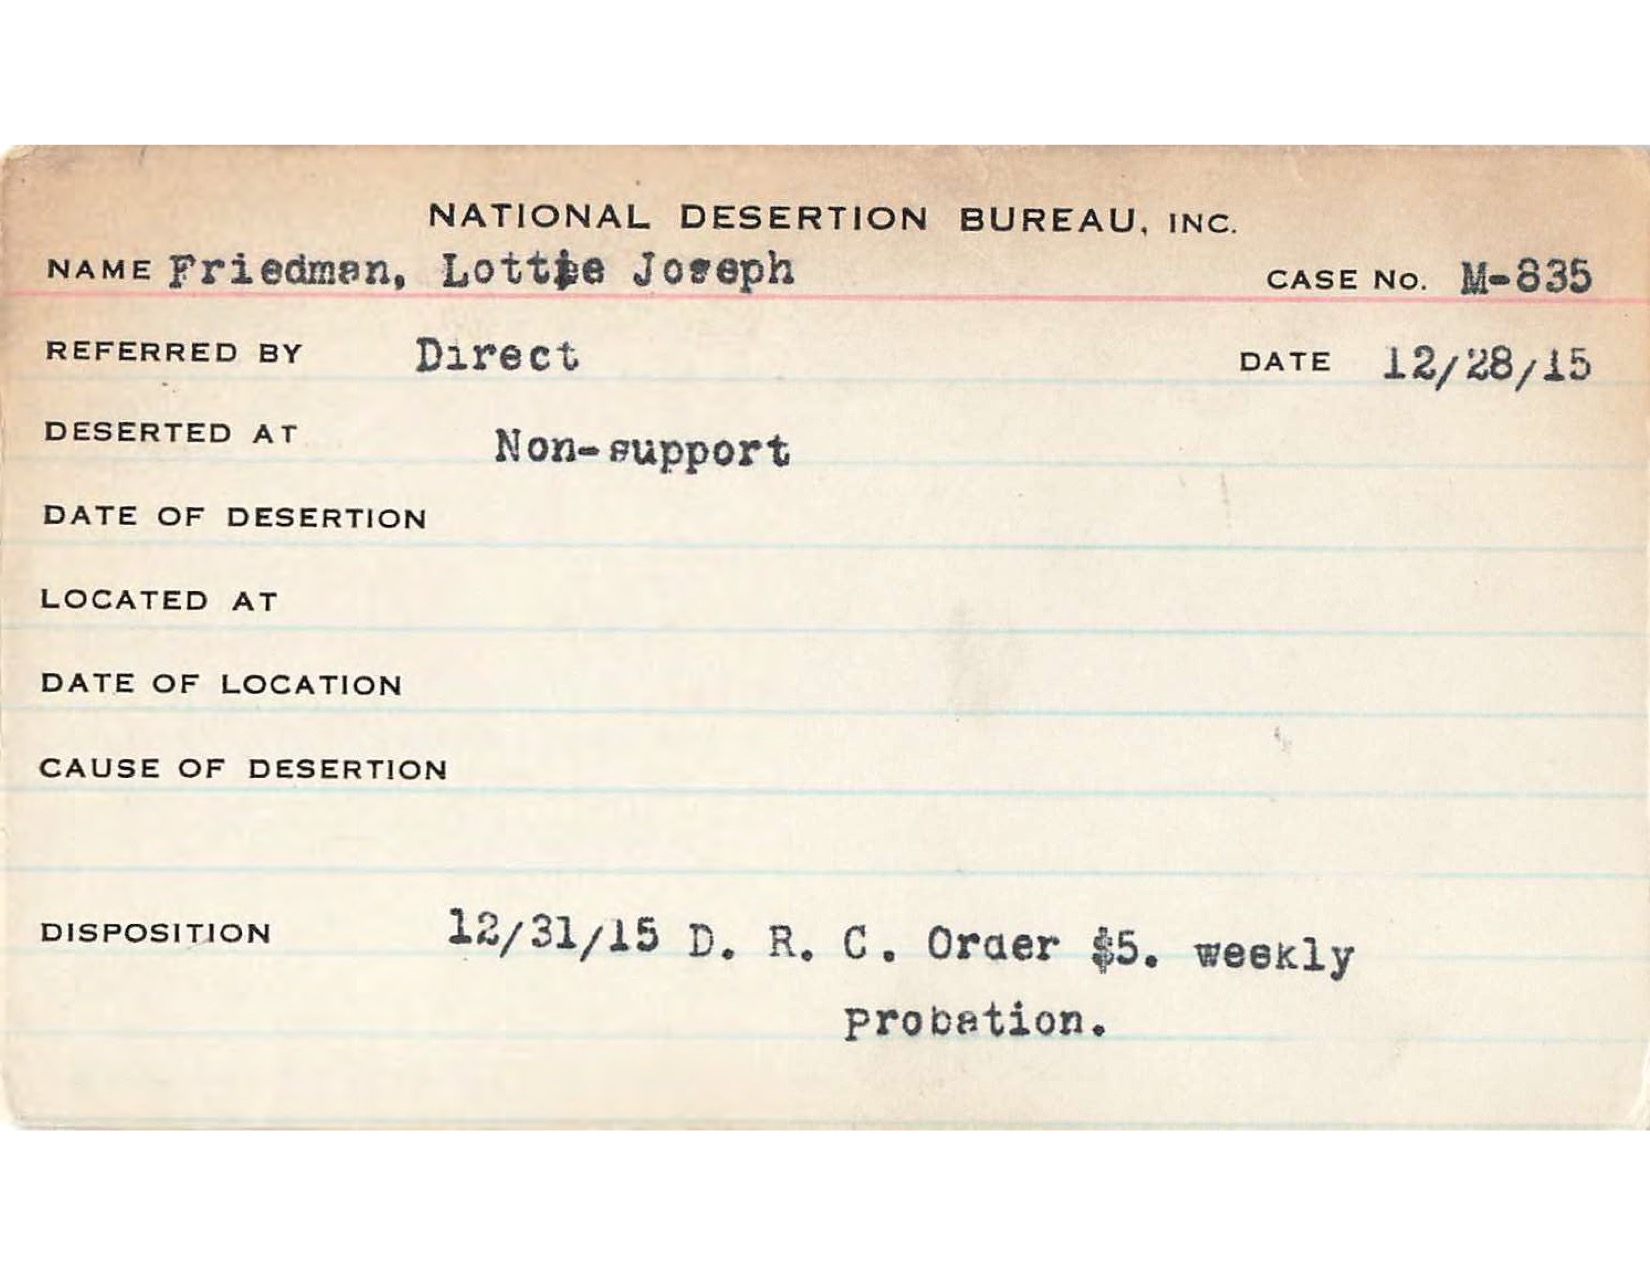 NATIONAL DESERTION BUREAU, INC.
NAME Friedman, Lottie Joseph CASE No. M-835
REFERRED BY Direct DATE 12/28/15
DESERTED AT Non-support
DATE OF DESERTION
LOCATED AT
DATE OF LOCATION
CAUSE OF DESERTION
DISPOSITION 12/31/15 D. R. C. Order $5. weekly
probation.